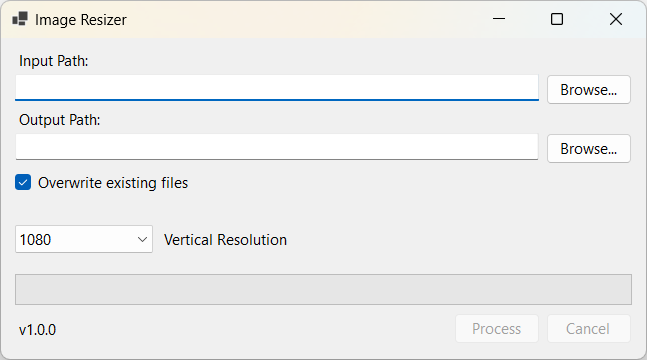 Image Resizer
Input Path:
Browse...
Output Path:
Browse...
Overwrite existing files
1080 Vertical Resolution
v1.0.0 Process Cancel